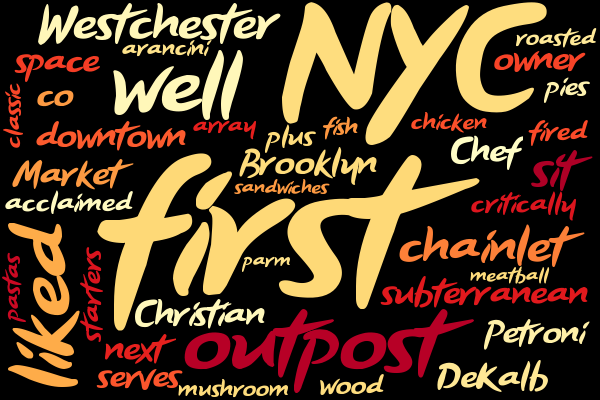 Westchester
NYC
arancini
roasted
space
owner
well
pies
co
classic
downtown
array
plus
fish
chicken
fired
Chef
Market
Brooklyn
sit
sandwiches
acclaimed
critically
first
liked
pastas
starters
parm
chainlet
meatball
subterranean
Christian
outpost
Petroni
next
serves
mushroom
wood
DeKalb